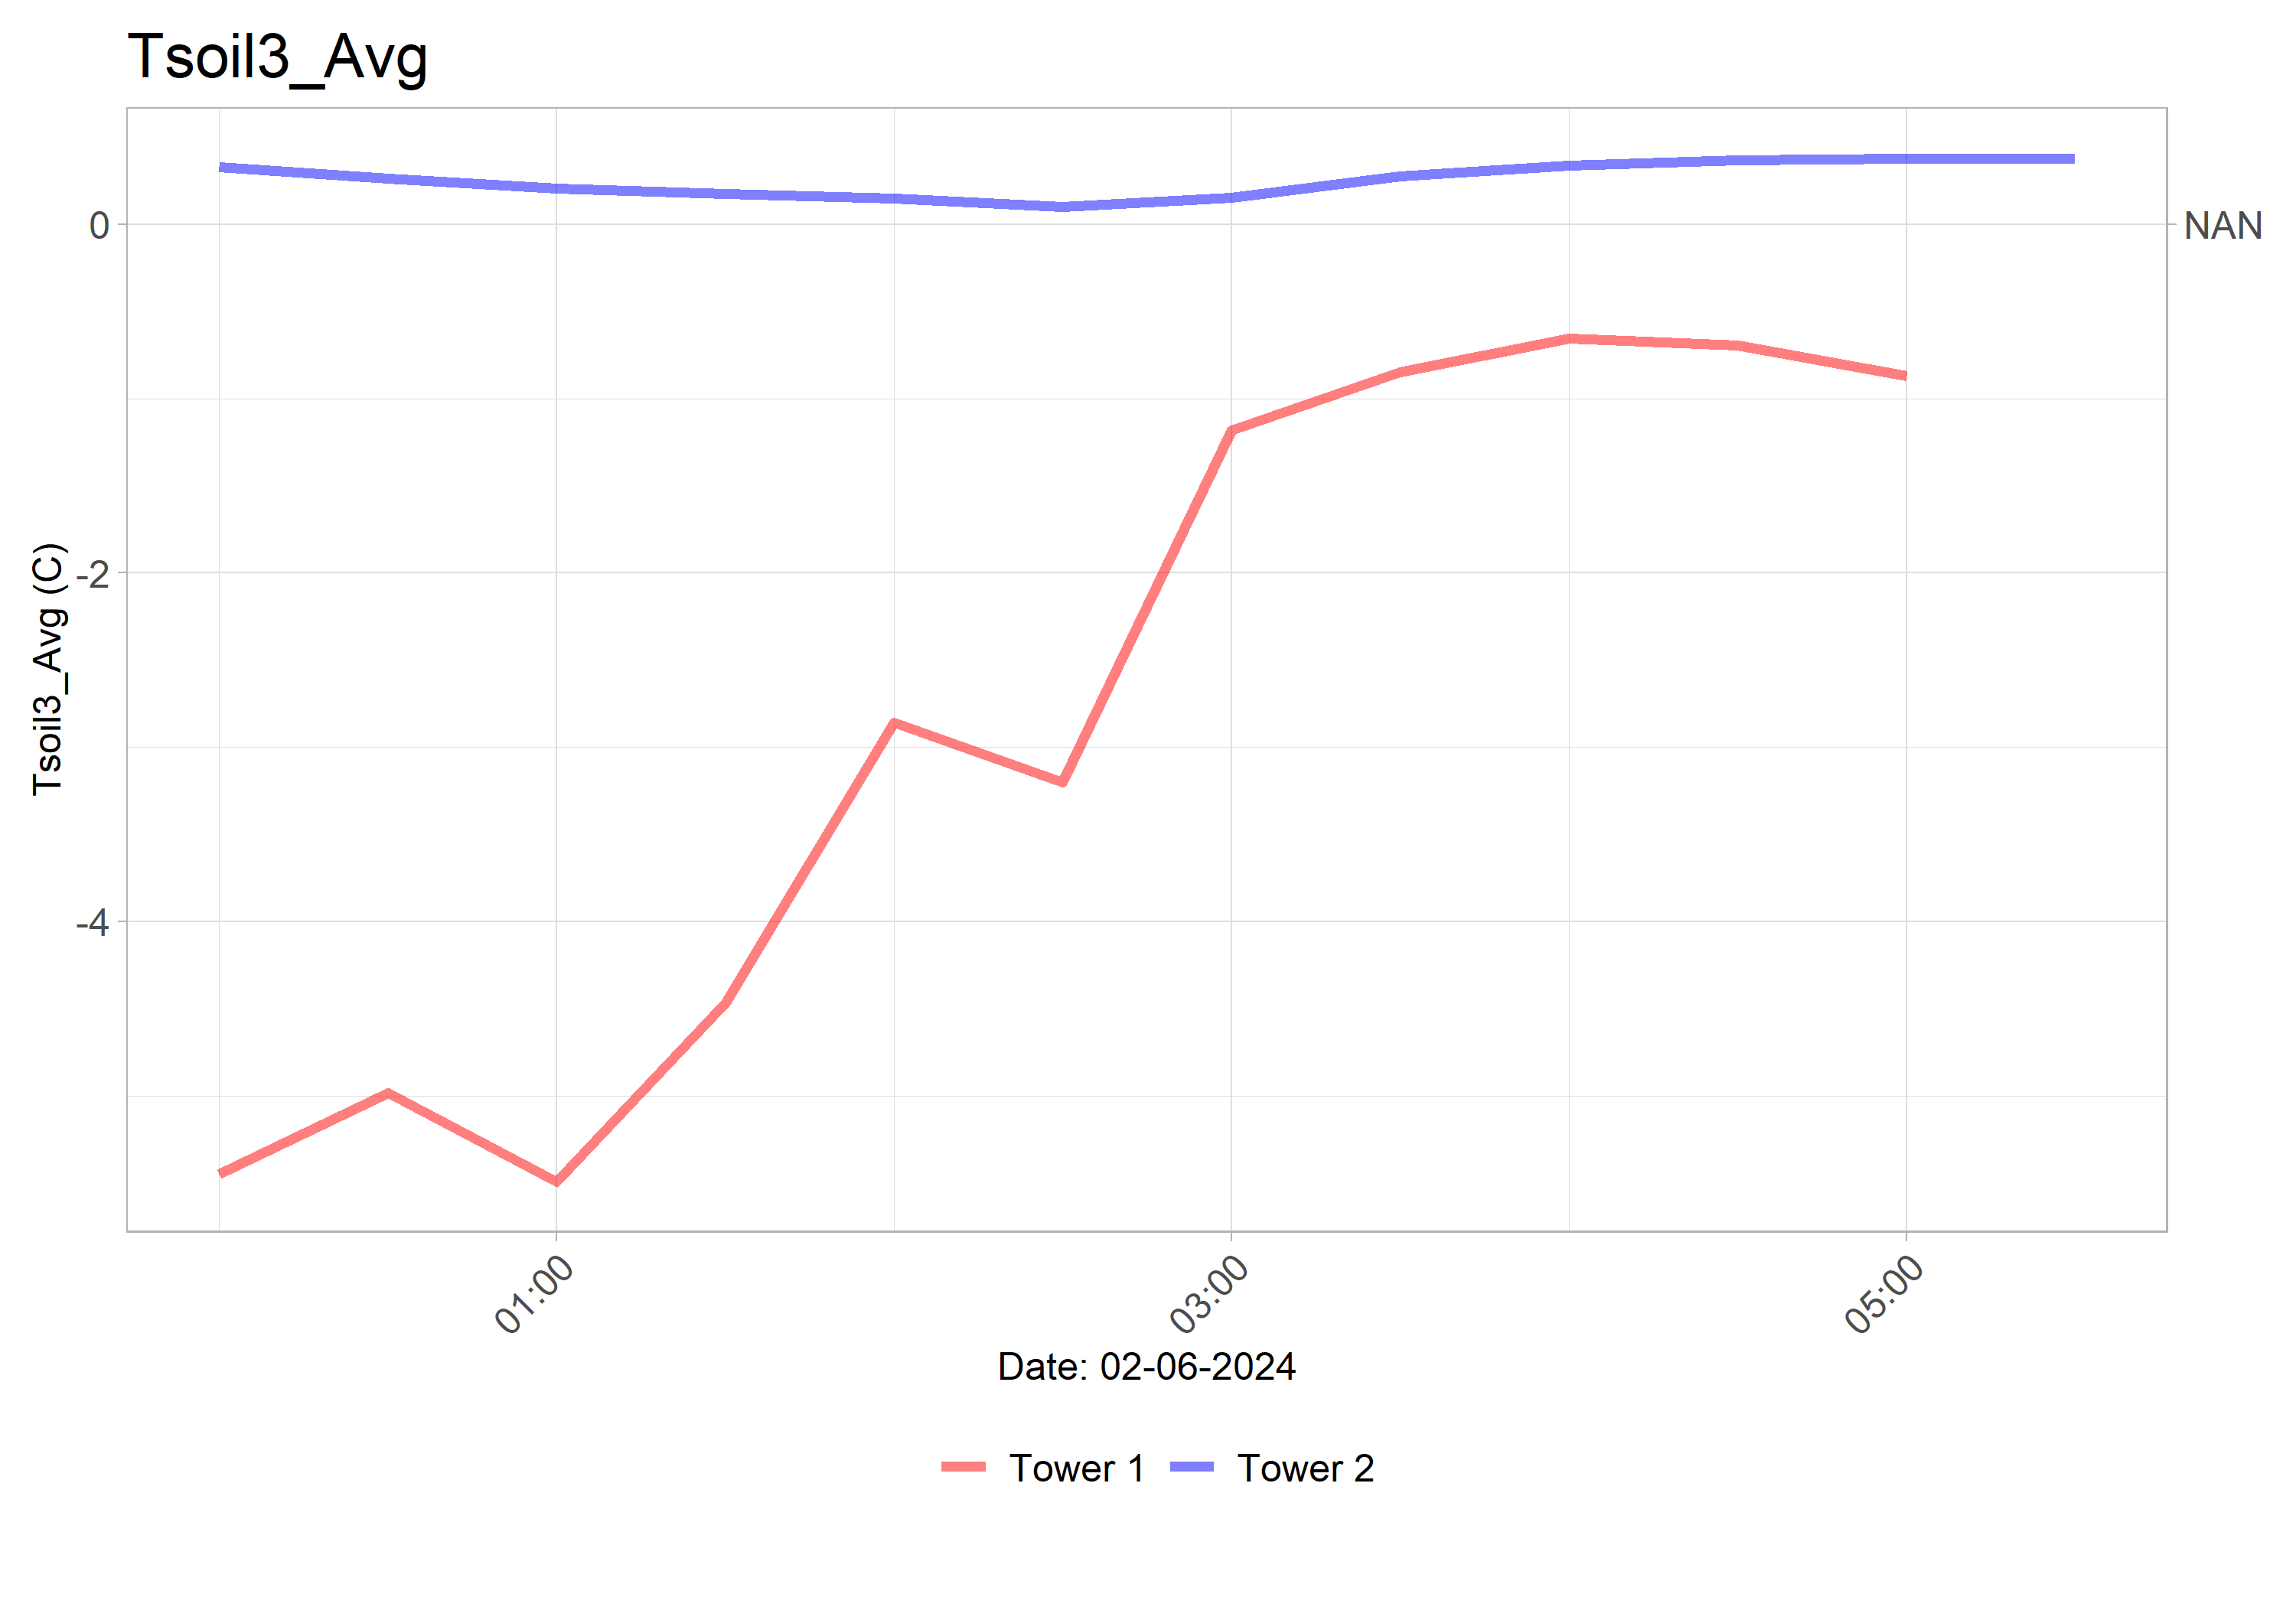 Tsoil3_Avg
0
NAN
-2
-4
Tsoil3_Avg (C)
01:00
03:00
05:00
Date: 02-06-2024
Tower 1
Tower 2